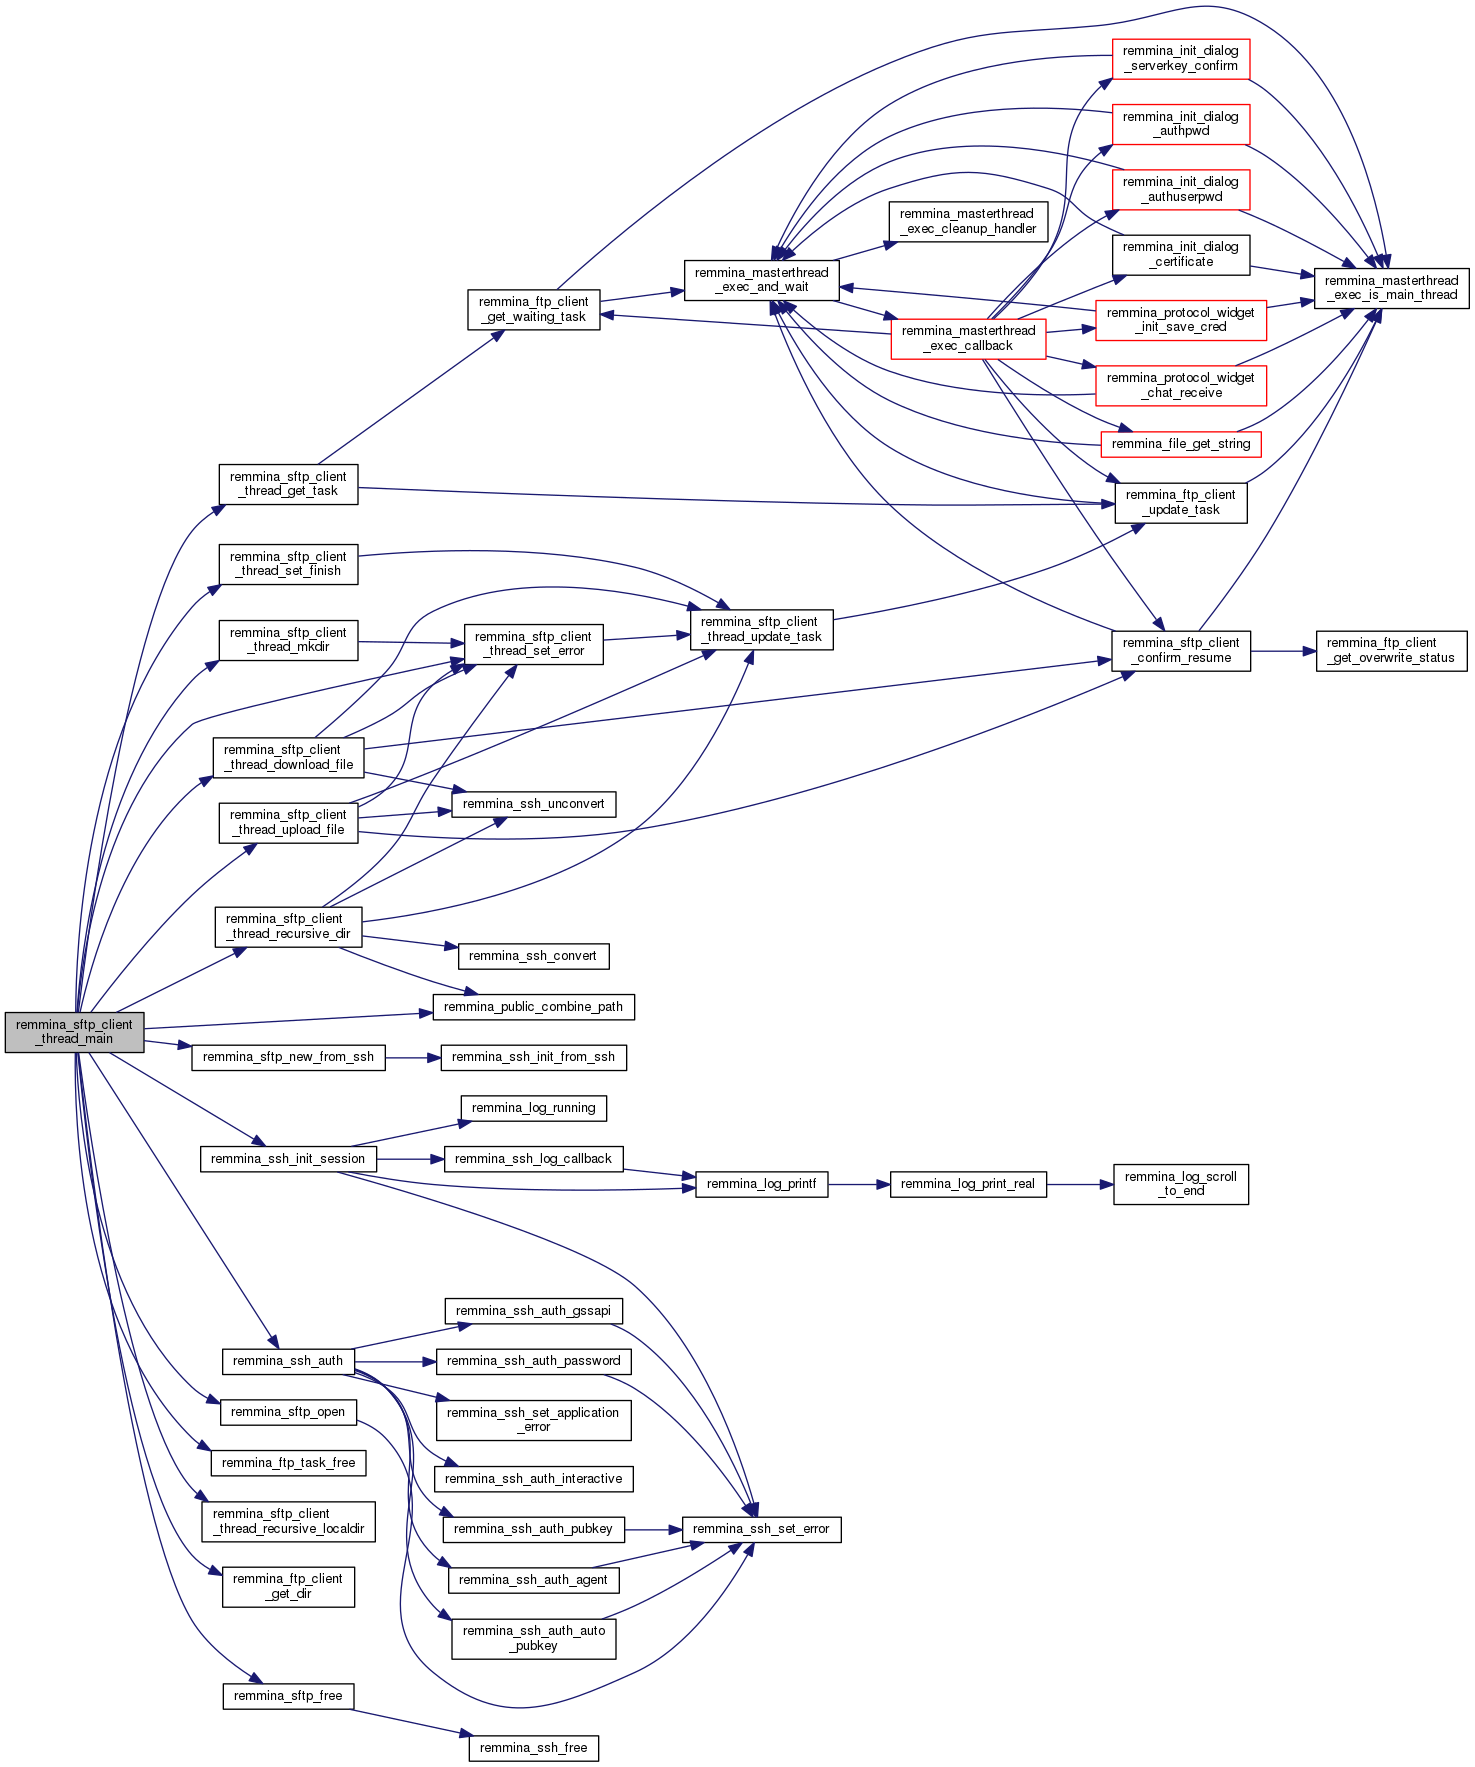 remmina_init_dialog
_serverkey_confirm
remmina_init_dialog
_authpwd
remmina_init_dialog
_authuserpwd
remmina_masterthread
_exec_cleanup_handler
remmina_init_dialog
_certificate
remmina_masterthread
_exec_and_wait
remmina_masterthread
_exec_is_main_thread
remmina_ftp_client
_get_waiting_task
remmina_protocol_widget
_init_save_cred
remmina_masterthread
_exec_callback
remmina_protocol_widget
_chat_receive
remmina_file_get_string
remmina_sftp_client
_thread_get_task
remmina_ftp_client
_update_task
remmina_sftp_client
_thread_set_finish
remmina_sftp_client
_thread_mkdir
remmina_sftp_client
_thread_set_error
remmina_sftp_client
_thread_update_task
remmina_sftp_client
_confirm_resume
remmina_ftp_client
_get_overwrite_status
remmina_sftp_client
_thread_download_file
remmina_sftp_client
_thread_upload_file
remmina_ssh_unconvert
remmina_sftp_client
_thread_recursive_dir
remmina_ssh_convert
remmina_public_combine_path
remmina_sftp_client
_thread_main
remmina_sftp_new_from_ssh
remmina_ssh_init_from_ssh
remmina_log_running
remmina_ssh_init_session
remmina_ssh_log_callback
remmina_log_printf
remmina_log_print_real
remmina_log_scroll
_to_end
remmina_ssh_auth_gssapi
remmina_ssh_auth
remmina_ssh_auth_password
remmina_sftp_open
remmina_ssh_set_application
_error
remmina_ftp_task_free
remmina_ssh_auth_interactive
remmina_sftp_client
_thread_recursive_localdir
remmina_ssh_auth_pubkey
remmina_ssh_set_error
remmina_ftp_client
_get_dir
remmina_ssh_auth_agent
remmina_ssh_auth_auto
_pubkey
remmina_sftp_free
remmina_ssh_free